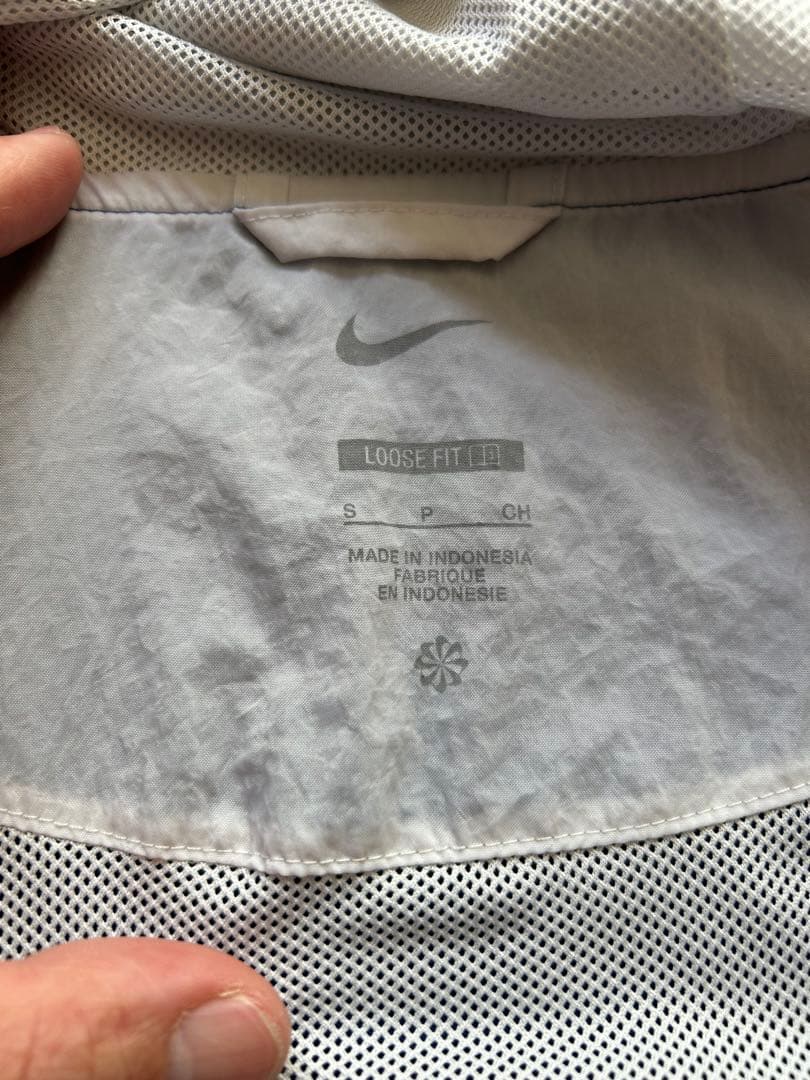 LOOSE FIT
S P CH
MADE IN INDONESIA
FABRIQUE
EN INDONESIE